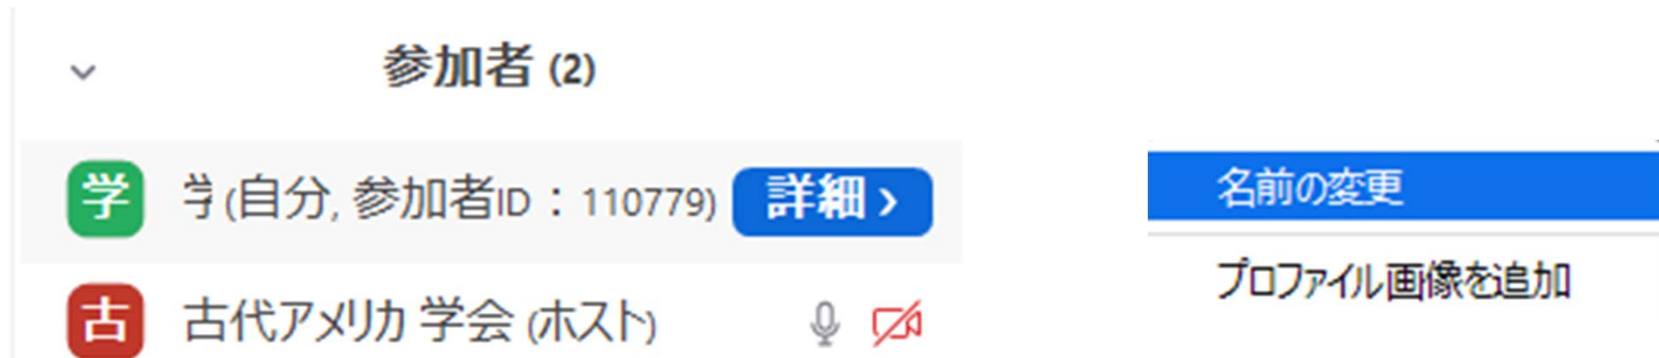 参加者 (2)
学 学 (自分, 参加者ID : 110779) 詳細 ›
古 古代アメリカ 学会 (ホスト)
名前の変更
プロファイル画像を追加